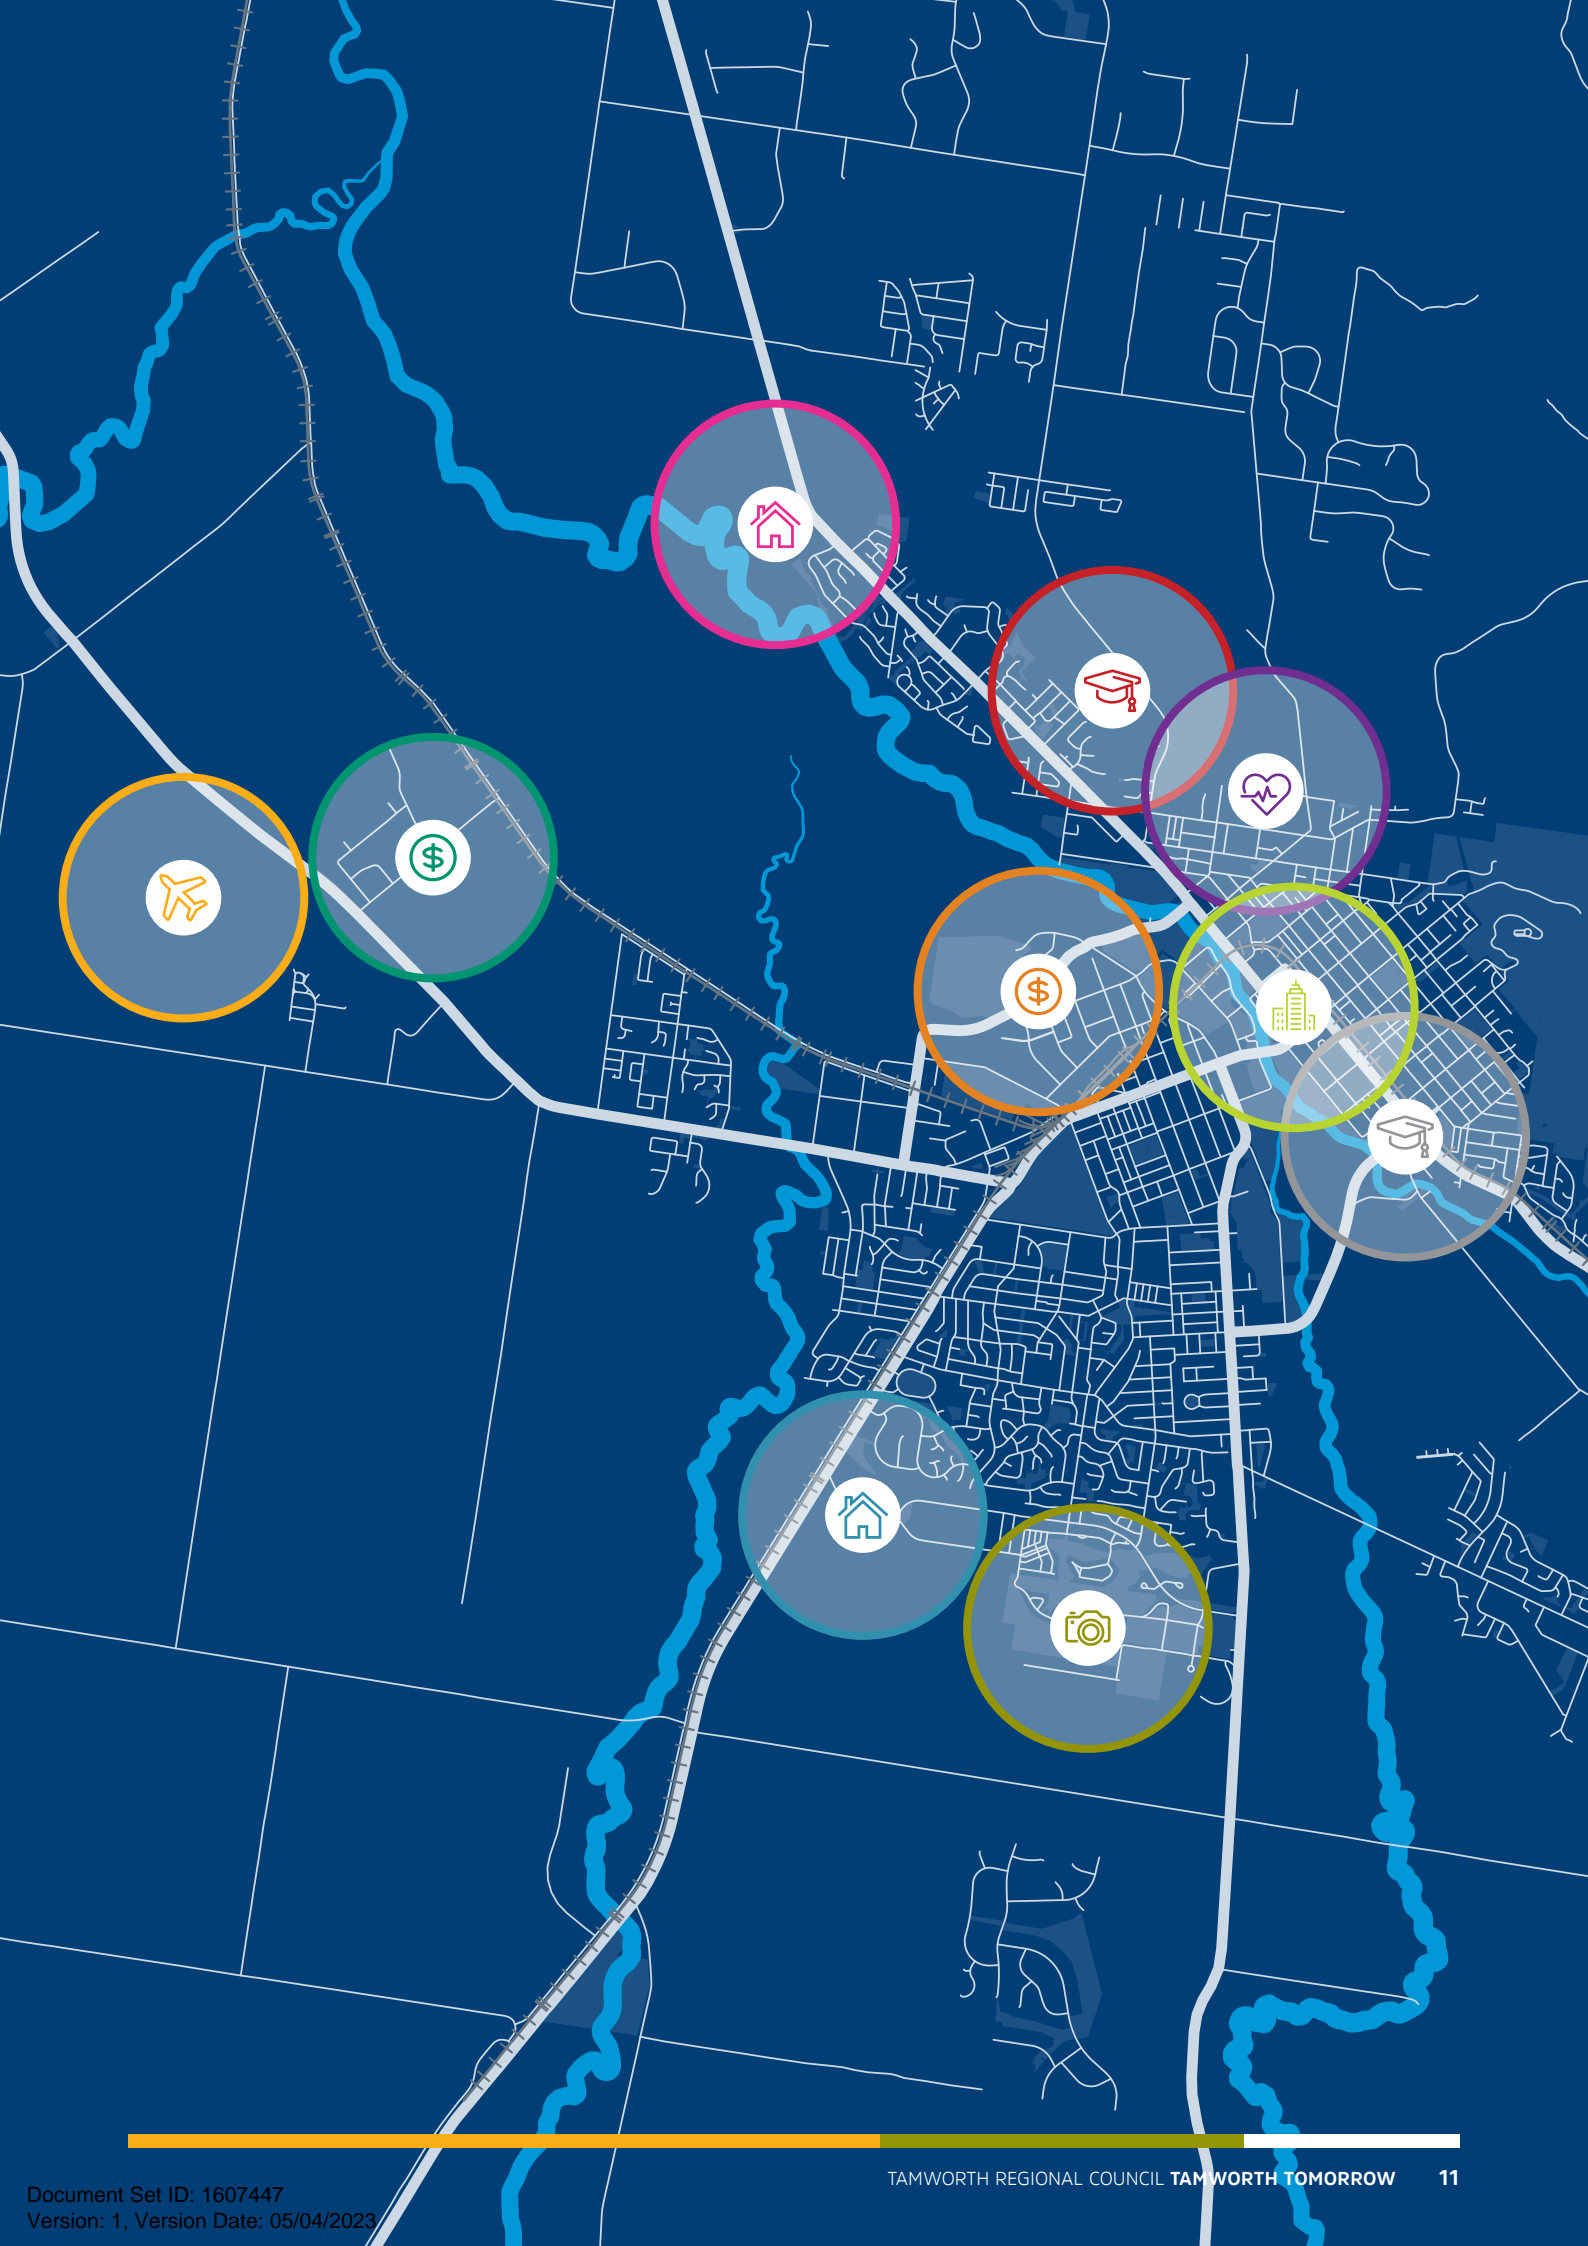 TAMWORTH REGIONAL COUNCIL TAMWORTH TOMORROW 11
Document Set ID: 1607447
Version: 1, Version Date: 05/04/2023